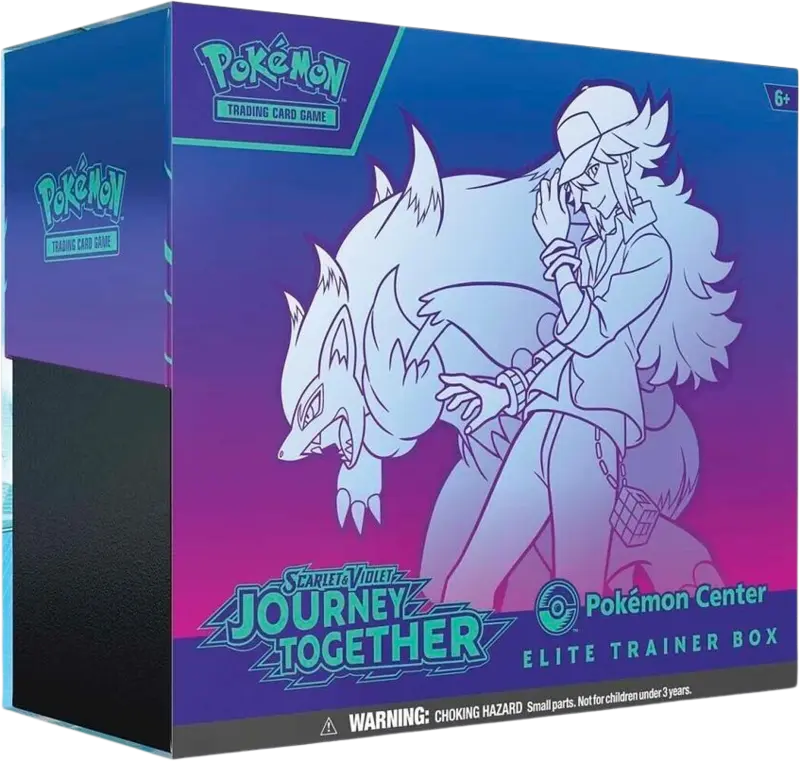 POKéMON
TRADING CARD GAME
6+
POKéMON
TRADING CARD GAME
SCARLET & VIOLET
JOURNEY
TOGETHER
Pokémon Center
ELITE TRAINER BOX
WARNING: CHOKING HAZARD Small parts. Not for children under 3 years.